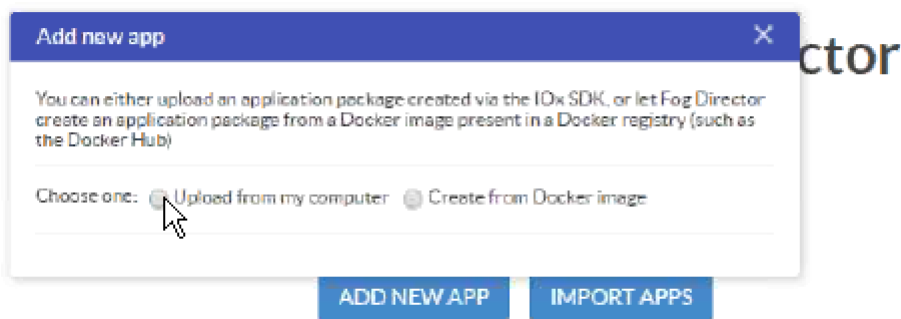 Add new app
ctor
You can either upload an application package created via the IOx SDK, or let Fog Director
create an application package from a Docker image present in a Docker registry (such as
the Docker Hub)
Choose one: Upload from my computer Create from Docker image
ADD NEW APP IMPORT APPS